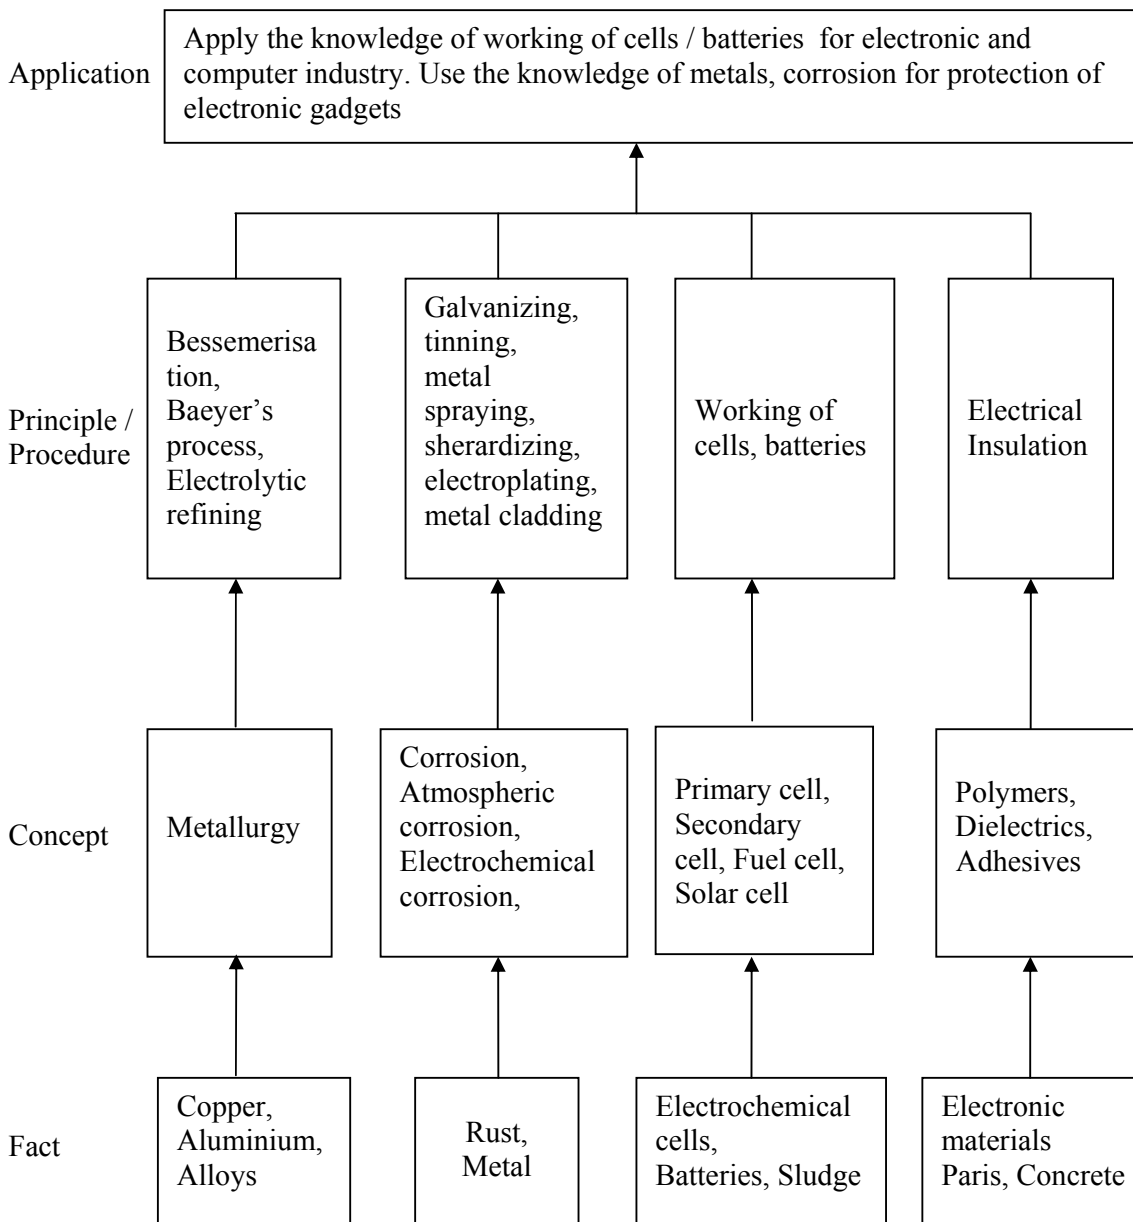 Application
Apply the knowledge of working of cells / batteries  for electronic and
computer industry. Use the knowledge of metals, corrosion for protection of
electronic gadgets
Principle /
Procedure
Bessemerisa
tion,
Baeyer's
process,
Electrolytic
refining
Galvanizing,
tinning,
metal
spraying,
sherardizing,
electroplating,
metal cladding
Working of
cells, batteries
Electrical
Insulation
Concept
Metallurgy
Corrosion,
Atmospheric
corrosion,
Electrochemical
corrosion,
Primary cell,
Secondary
cell, Fuel cell,
Solar cell
Polymers,
Dielectrics,
Adhesives
Fact
Copper,
Aluminium,
Alloys
Rust,
Metal
Electrochemical
cells,
Batteries, Sludge
Electronic
materials
Paris, Concrete